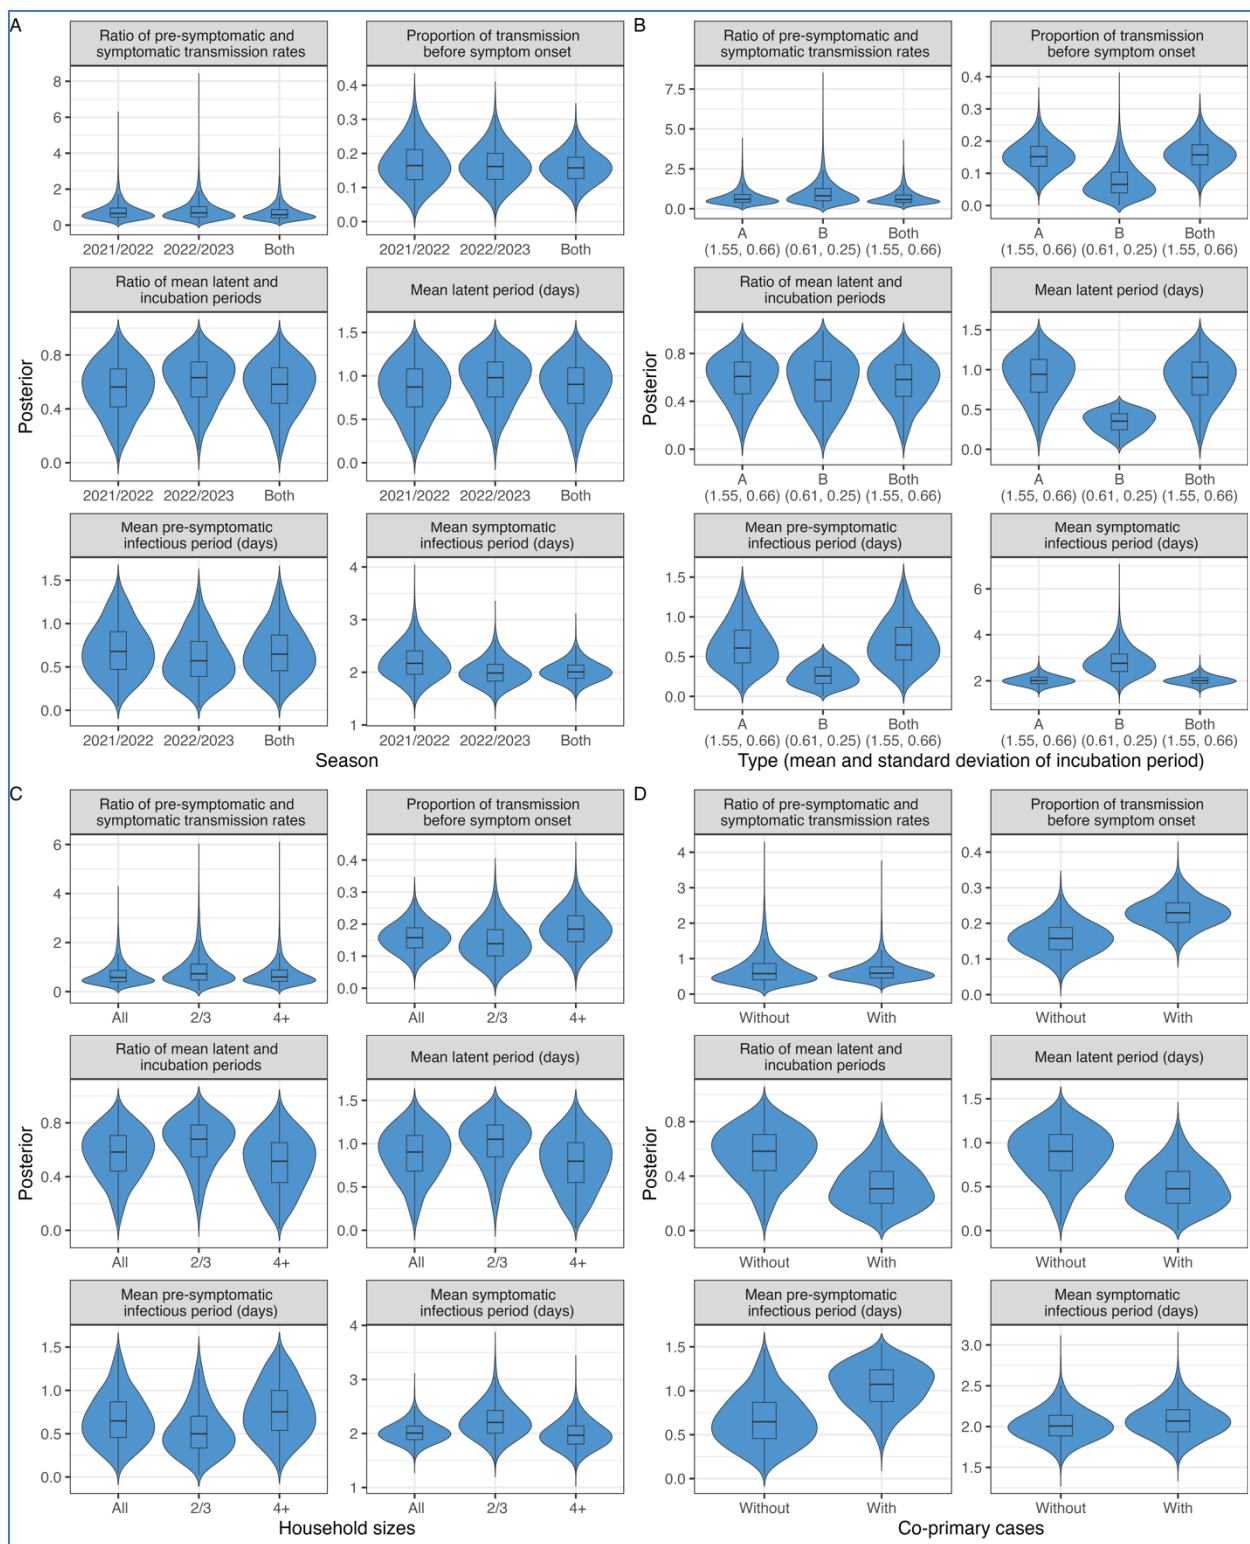 A
Ratio of pre-symptomatic and
symptomatic transmission rates
8
6
4
2
0
2021/2022 2022/2023 Both
Proportion of transmission
before symptom onset
0.4
0.3
0.2
0.1
0.0
2021/2022 2022/2023 Both
Ratio of mean latent and
incubation periods
0.8
0.4
0.0
2021/2022 2022/2023 Both
Mean latent period (days)
1.5
1.0
0.5
0.0
2021/2022 2022/2023 Both
Posterior
Mean pre-symptomatic
infectious period (days)
1.5
1.0
0.5
0.0
2021/2022 2022/2023 Both
Mean symptomatic
infectious period (days)
4
3
2
1
2021/2022 2022/2023 Both
Season
B
Ratio of pre-symptomatic and
symptomatic transmission rates
7.5
5.0
2.5
0.0
A B Both
(1.55, 0.66) (0.61, 0.25) (1.55, 0.66)
Proportion of transmission
before symptom onset
0.4
0.3
0.2
0.1
0.0
A B Both
(1.55, 0.66) (0.61, 0.25) (1.55, 0.66)
Ratio of mean latent and
incubation periods
0.8
0.4
0.0
A B Both
(1.55, 0.66) (0.61, 0.25) (1.55, 0.66)
Mean latent period (days)
1.5
1.0
0.5
0.0
A B Both
(1.55, 0.66) (0.61, 0.25) (1.55, 0.66)
Posterior
Mean pre-symptomatic
infectious period (days)
1.5
1.0
0.5
0.0
A B Both
(1.55, 0.66) (0.61, 0.25) (1.55, 0.66)
Mean symptomatic
infectious period (days)
6
4
2
A B Both
(1.55, 0.66) (0.61, 0.25) (1.55, 0.66)
Type (mean and standard deviation of incubation period)
C
Ratio of pre-symptomatic and
symptomatic transmission rates
6
4
2
0
All 2/3 4+
Proportion of transmission
before symptom onset
0.4
0.3
0.2
0.1
0.0
All 2/3 4+
Ratio of mean latent and
incubation periods
0.8
0.4
0.0
All 2/3 4+
Mean latent period (days)
1.5
1.0
0.5
0.0
All 2/3 4+
Posterior
Mean pre-symptomatic
infectious period (days)
1.5
1.0
0.5
0.0
All 2/3 4+
Mean symptomatic
infectious period (days)
4
3
2
1
All 2/3 4+
Household sizes
D
Ratio of pre-symptomatic and
symptomatic transmission rates
4
3
2
1
0
Without With
Proportion of transmission
before symptom onset
0.4
0.3
0.2
0.1
0.0
Without With
Ratio of mean latent and
incubation periods
0.8
0.4
0.0
Without With
Mean latent period (days)
1.5
1.0
0.5
0.0
Without With
Posterior
Mean pre-symptomatic
infectious period (days)
1.5
1.0
0.5
0.0
Without With
Mean symptomatic
infectious period (days)
3.0
2.5
2.0
1.5
Without With
Co-primary cases